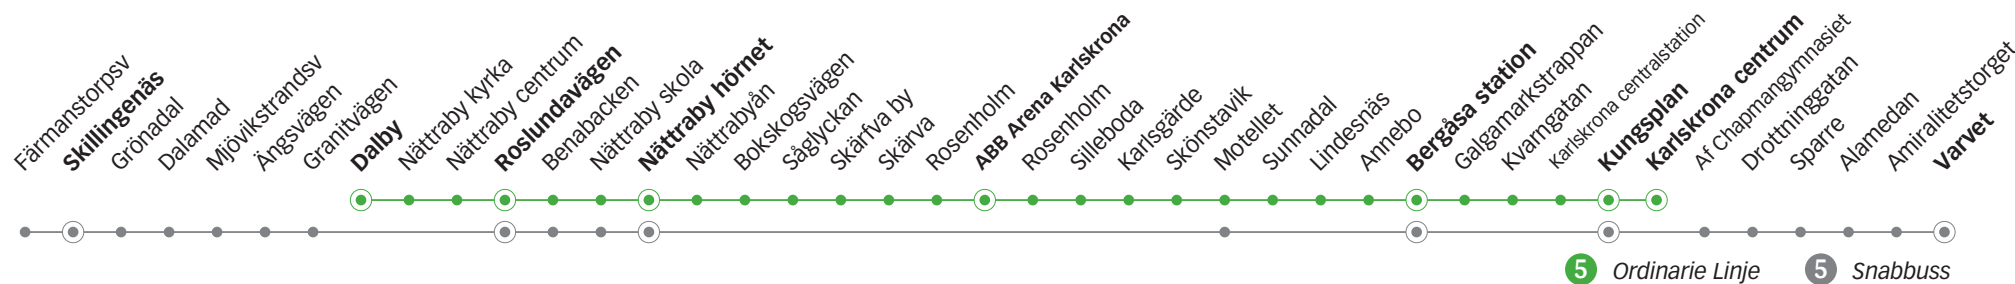 Färmanstorpsv
Skillingenäs
Grönadal
Dalamad
Mjövikstrandsv
Ängsvägen
Granitvägen
Dalby
Nättraby kyrka
Nättraby centrum
Roslundavägen
Benabacken
Nättraby skola
Nättraby hörnet
Nättrabyån
Bokskogsvägen
Såglyckan
Skärfva by
Skärva
Rosenholm
ABB Arena Karlskrona
Rosenholm
Silleboda
Karlsgärde
Skönstavik
Motellet
Sunnadal
Lindesnäs
Annebo
Bergåsa station
Galgamarkstrappan
Kvarngatan
Karlskrona centralstation
Kungsplan
Karlskrona centrum
Af Chapmangymnasiet
Drottninggatan
Sparre
Alamedan
Amiralitetstorget
Varvet
5 Ordinarie Linje
5 Snabbuss